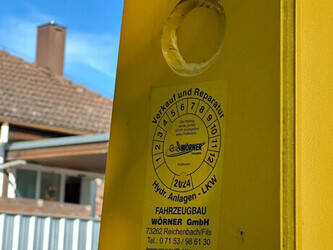 Verkauf und Reparatur
1 2 3 4 5 6 7 8 9 10 11 12
WÖRNER
2024
Hydr. Anlagen - LKW
FAHRZEUGBAU
WÖRNER GmbH
73262 Reichenbach/Fils
Tel.: 0 71 53 / 98 61 30